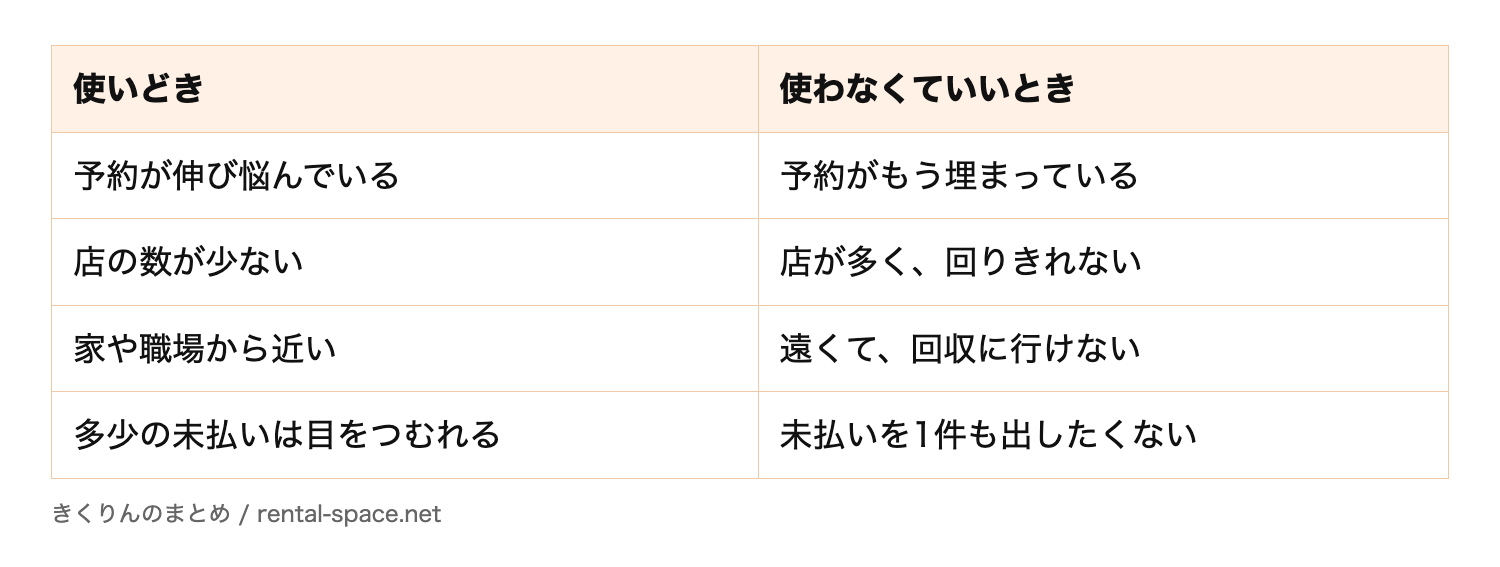 使いどき
使わなくていいとき
予約が伸び悩んでいる
予約がもう埋まっている
店の数が少ない
店が多く、回りきれない
家や職場から近い
遠くて、回収に行けない
多少の未払いは目をつむれる
未払いを1件も出したくない
きくりんのまとめ / rental-space.net